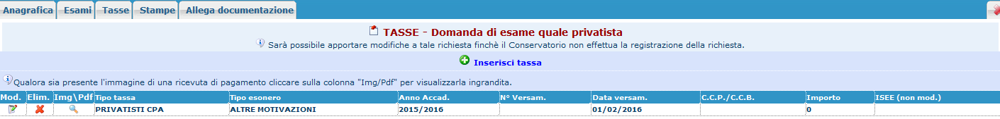 Anagrafica Esami Tasse Stampe Allega documentazione
TASSE - Domanda di esame quale privatista
Sarà possibile apportare modifiche a tale richiesta finchè il Conservatorio non effettua la registrazione della richiesta.
Inserisci tassa
Qualora sia presente l'immagine di una ricevuta di pagamento cliccare sulla colonna "Img/Pdf" per visualizzarla ingrandita.
Mod. Elim. Img\Pdf Tipo tassa Tipo esonero Anno Accad. N° Versam. Data versam. C.C.P./C.C.B. Importo ISEE (non mod.)
PRIVATISTI CPA ALTRE MOTIVAZIONI 2015/2016 01/02/2016 0